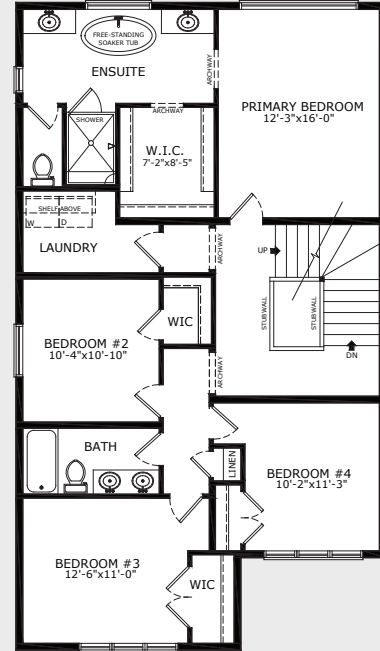 FREE-STANDING
SOAKER TUB
ENSUITE
ARCHWAY
PRIMARY BEDROOM
12'-3"x16'-0"
ARCHWAY
SHOWER
W.I.C.
7'-2"x8'-5"
SHELF ABOVE
W D
LAUNDRY
ARCHWAY
UP
STUB WALL
STUB WALL
DN
WIC
BEDROOM #2
10'-4"x10'-10"
ARCHWAY
BATH
LINEN
BEDROOM #4
10'-2"x11'-3"
BEDROOM #3
12'-6"x11'-0"
WIC